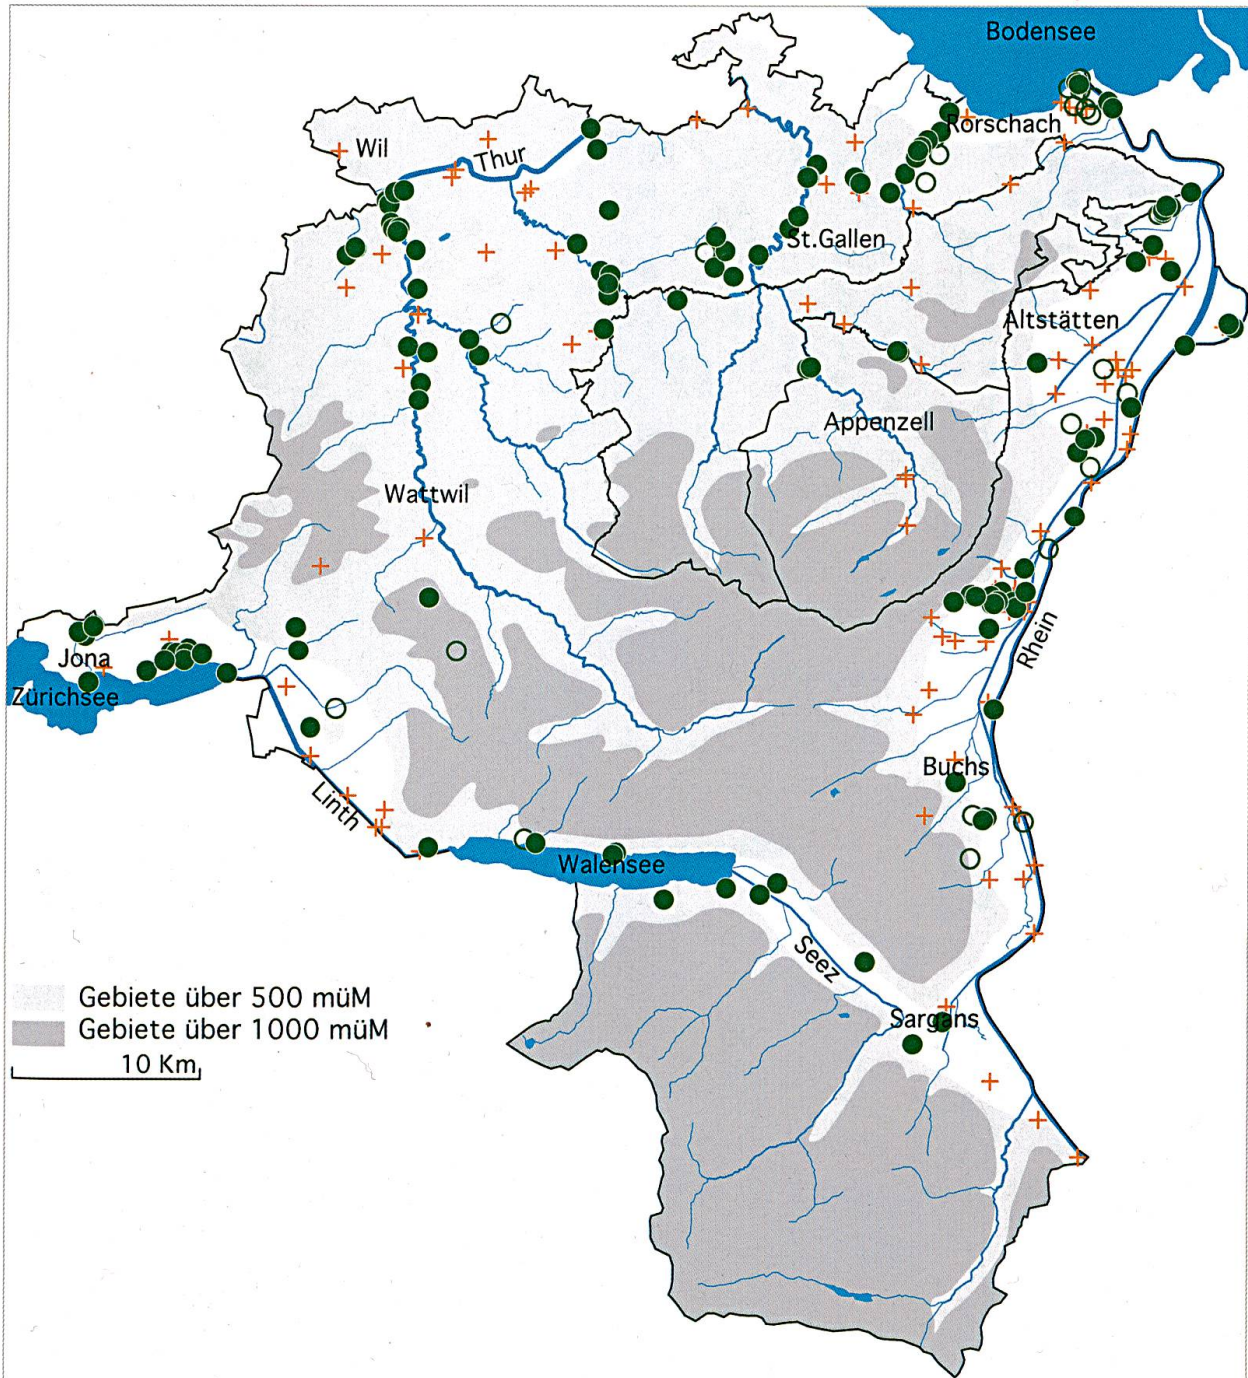 Bodensee
Rorschach
Wil
Thur
St.Gallen
Altstätten
Appenzell
Wattwil
Rhein
Jona
Zürichsee
Buchs
Linth
Walensee
Seez
Sargans
Gebiete über 500 müM
Gebiete über 1000 müM
10 Km